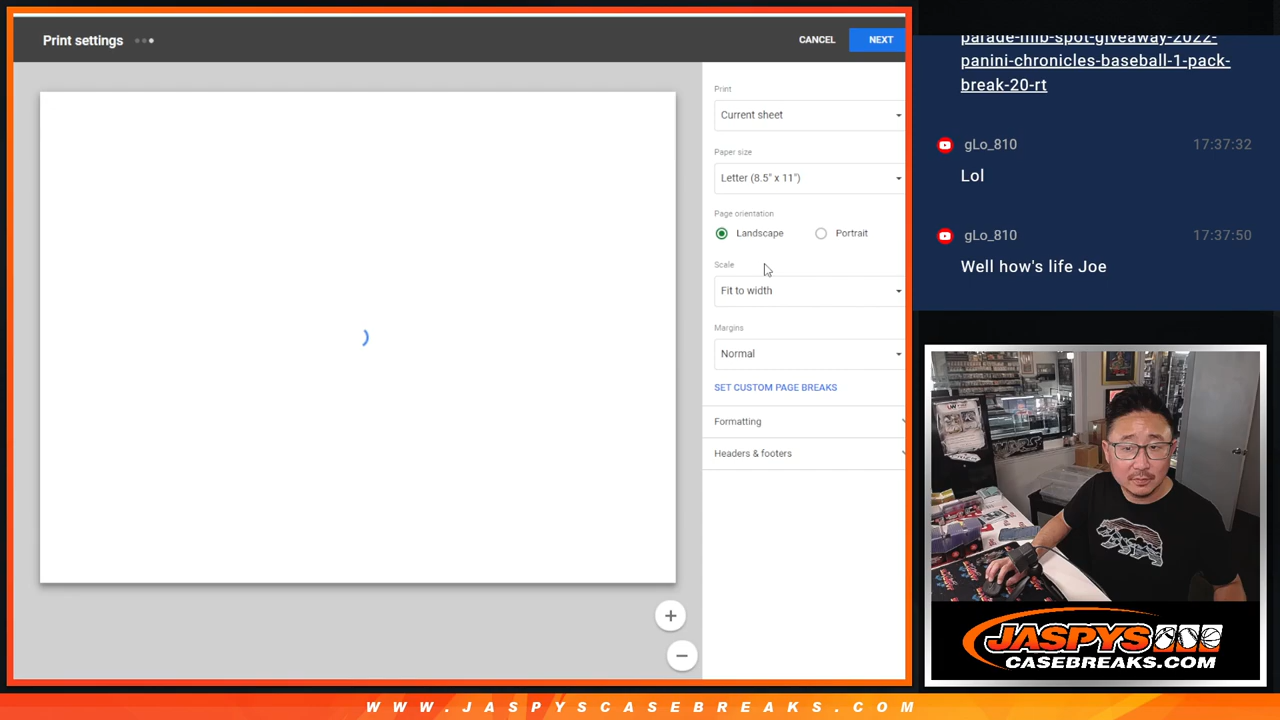 Print settings
CANCEL
NEXT
Print
Current sheet
Paper size
Letter (8.5" x 11")
Page orientation
Landscape
Portrait
Scale
Fit to width
Margins
Normal
SET CUSTOM PAGE BREAKS
Formatting
Headers & footers
parade-mlb-spot-giveaway-2022-
panini-chronicles-baseball-1-pack-
break-20-rt
gLo_810 17:37:32
Lol
gLo_810 17:37:50
Well how's life Joe
JASPYS
CASEBREAKS.COM
WWW.JASPYSCASEBREAKS.COM